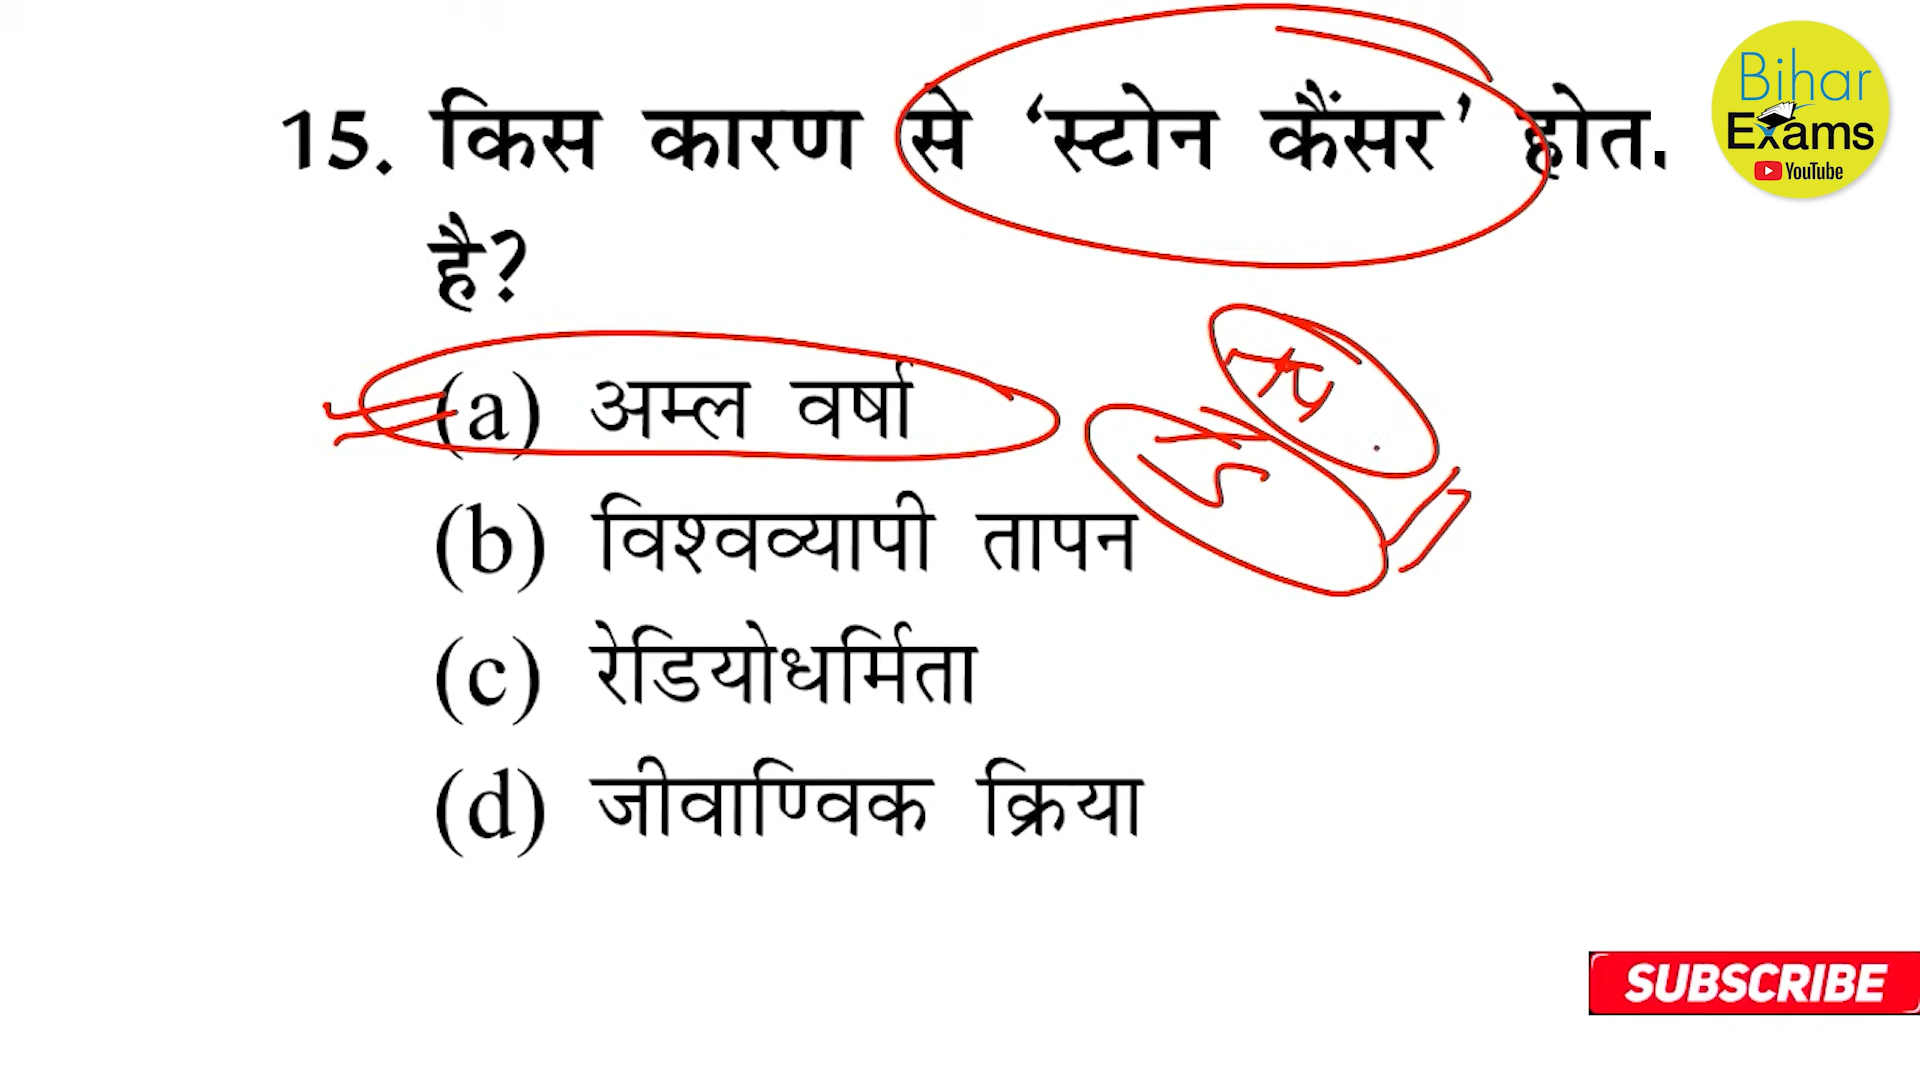 15. किस कारण से ‘स्टोन कैंसर’ होत.
है?
(a) अम्ल वर्षा
(b) विश्वव्यापी तापन
(c) रेडियोधर्मिता
(d) जीवाण्विक क्रिया
Bihar
Exams
YouTube
SUBSCRIBE